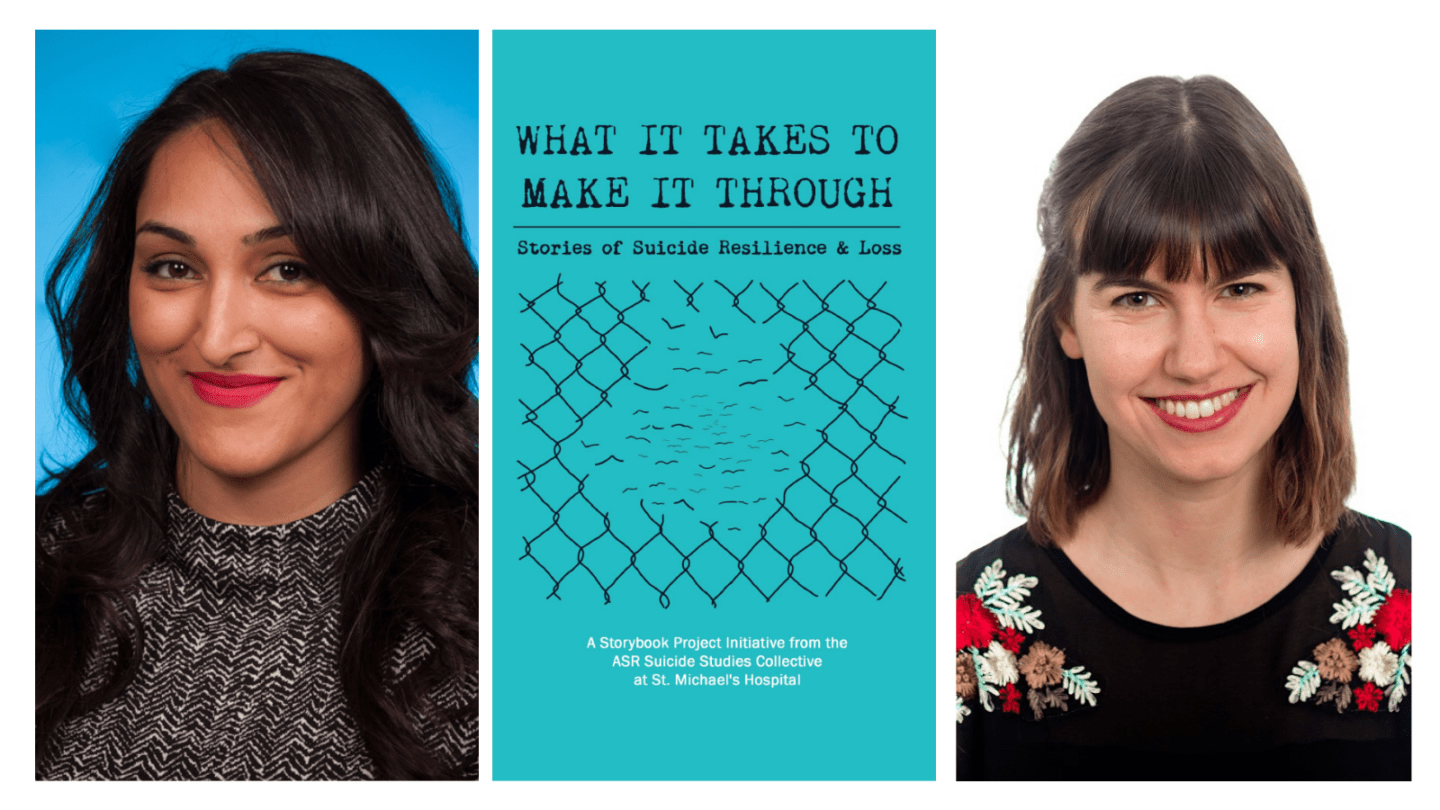 WHAT IT TAKES TO
MAKE IT THROUGH
Stories of Suicide Resilience & Loss
A Storybook Project Initiative from the
ASR Suicide Studies Collective
at St. Michael's Hospital